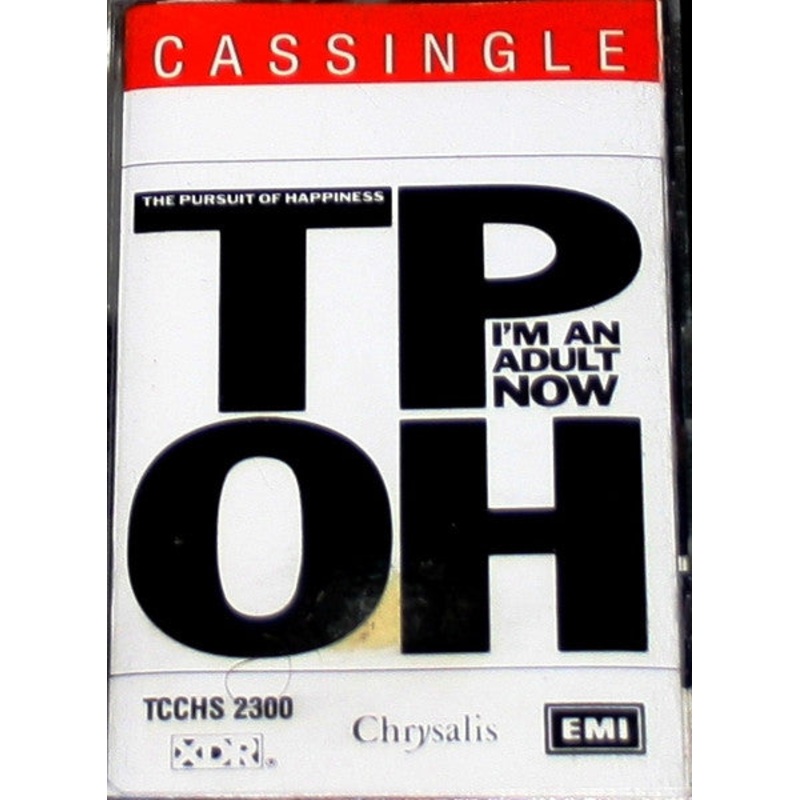 CASSINGLE
THE PURSUIT OF HAPPINESS
TP
I'M AN
ADULT
NOW
OH
TCCHS 2300
Chrysalis
EMI
XDR®